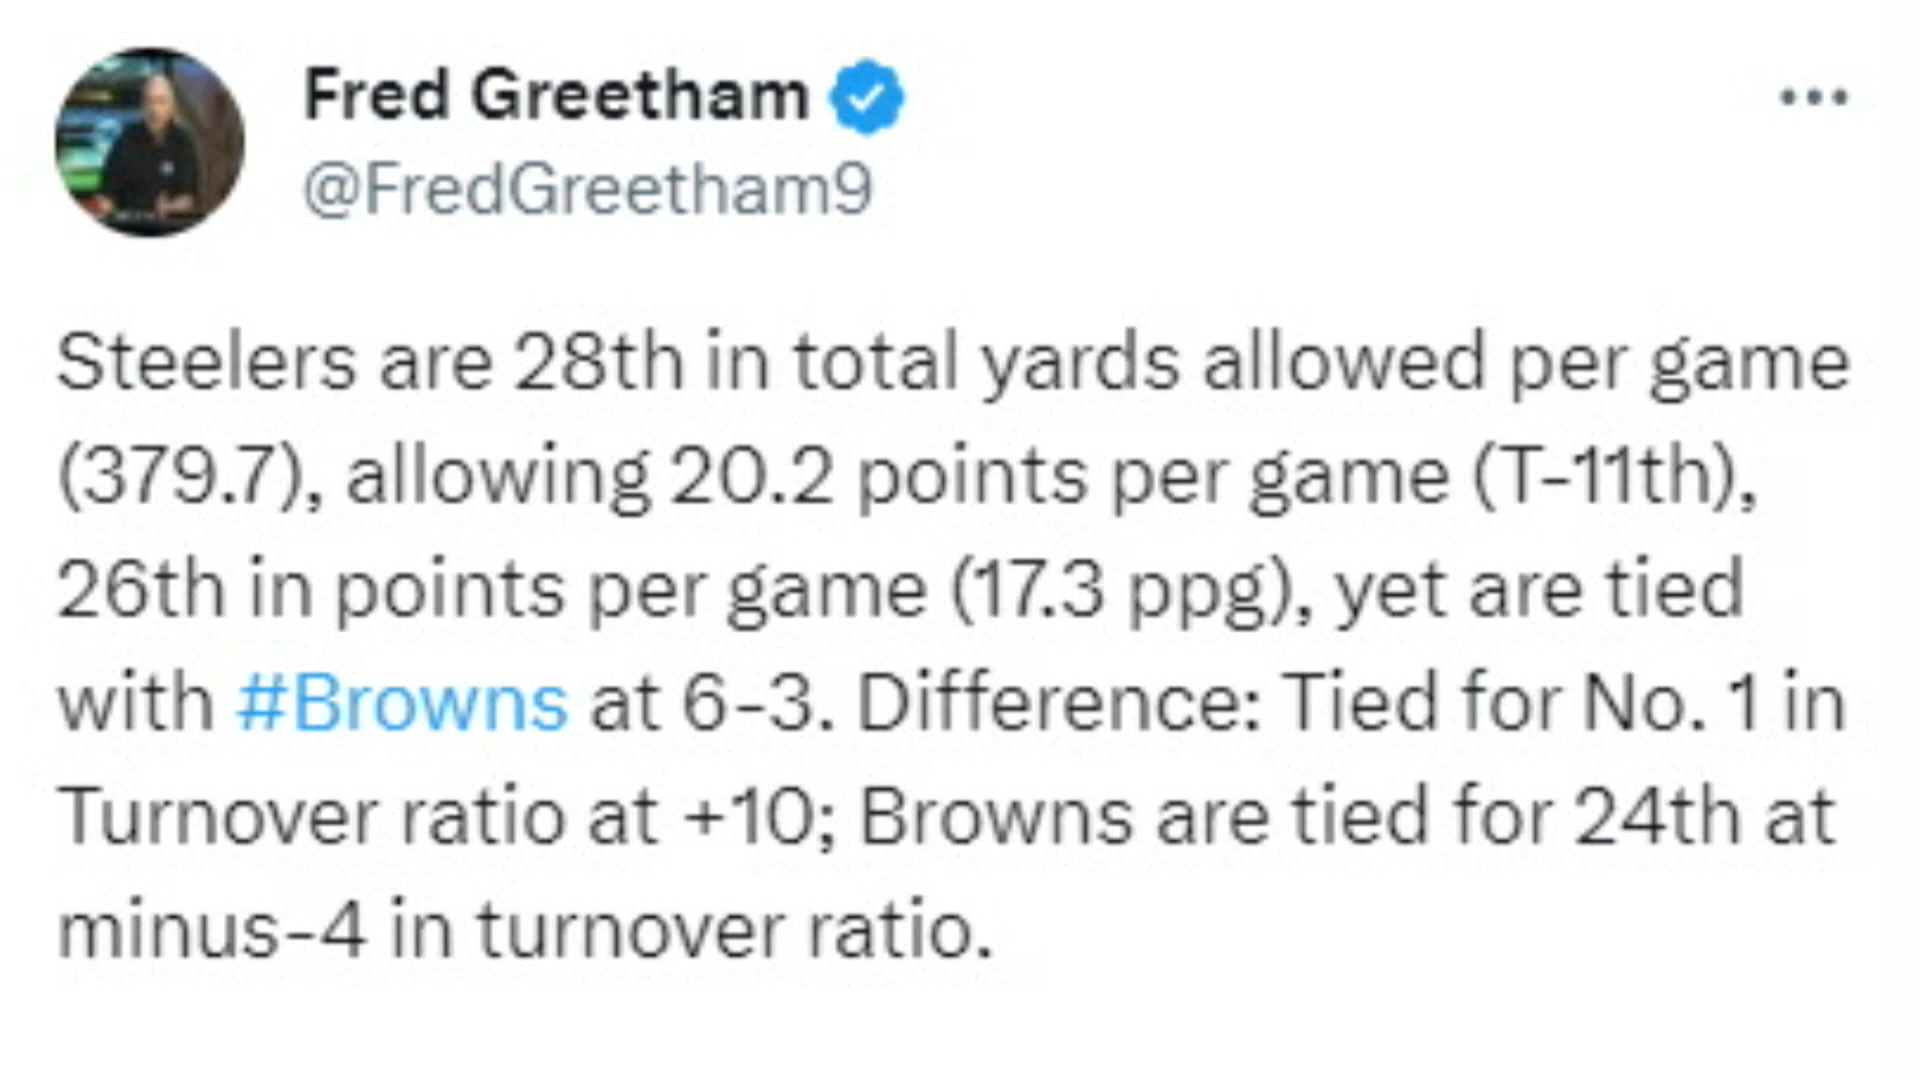 Fred Greetham
@FredGreetham9
Steelers are 28th in total yards allowed per game
(379.7), allowing 20.2 points per game (T-11th),
26th in points per game (17.3 ppg), yet are tied
with #Browns at 6-3. Difference: Tied for No. 1 in
Turnover ratio at +10; Browns are tied for 24th at
minus-4 in turnover ratio.